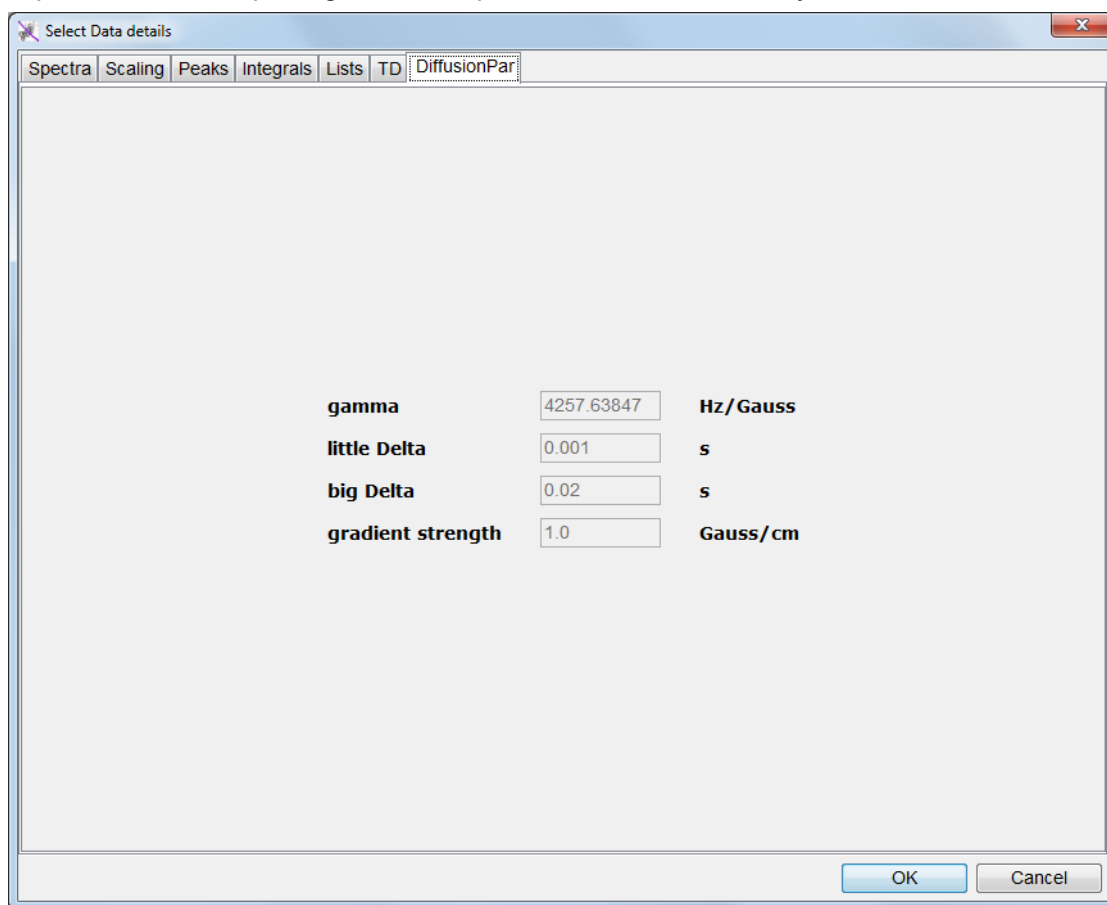 Select Data details
Spectra Scaling Peaks Integrals Lists TD DiffusionPar
gamma 4257.63847 Hz/Gauss
little Delta 0.001 s
big Delta 0.02 s
gradient strength 1.0 Gauss/cm
OK Cancel